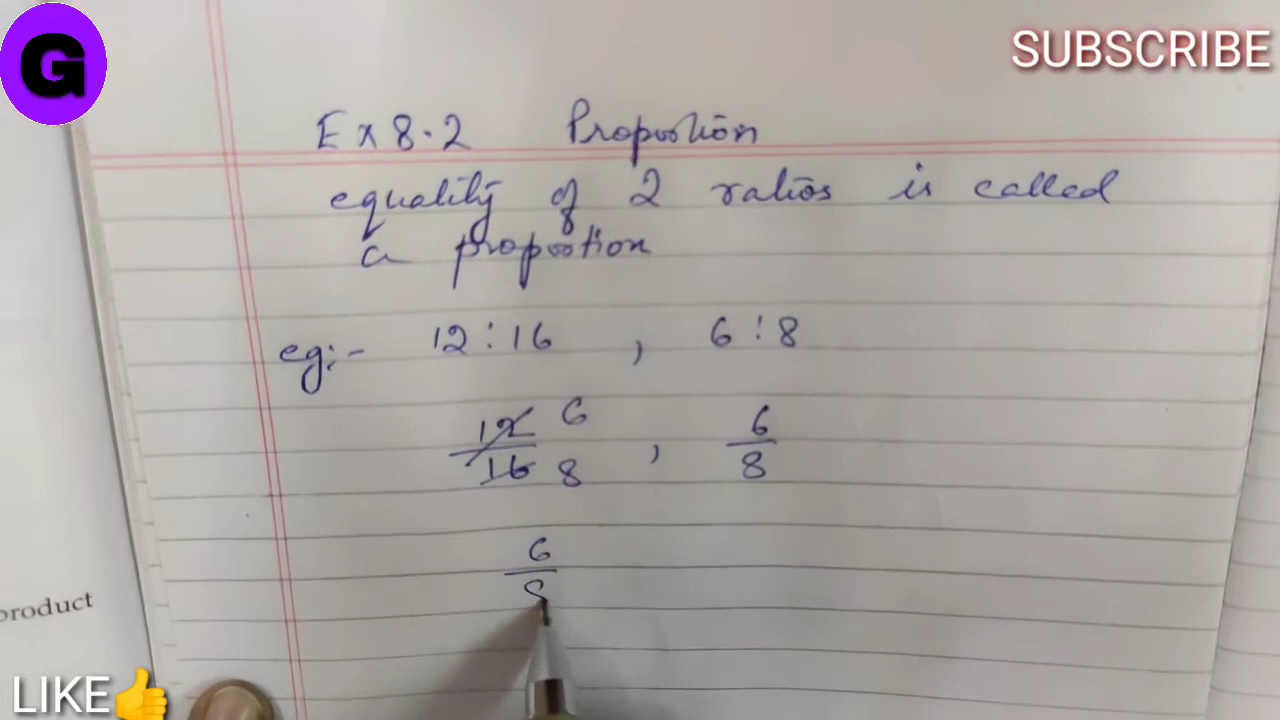 G
SUBSCRIBE
Ex 8.2 Proportion
equality of 2 ratios is called
a proportion
eg:- 12:16 , 6:8
12 6 , 6
16 8 8
6
8
product
LIKE👍